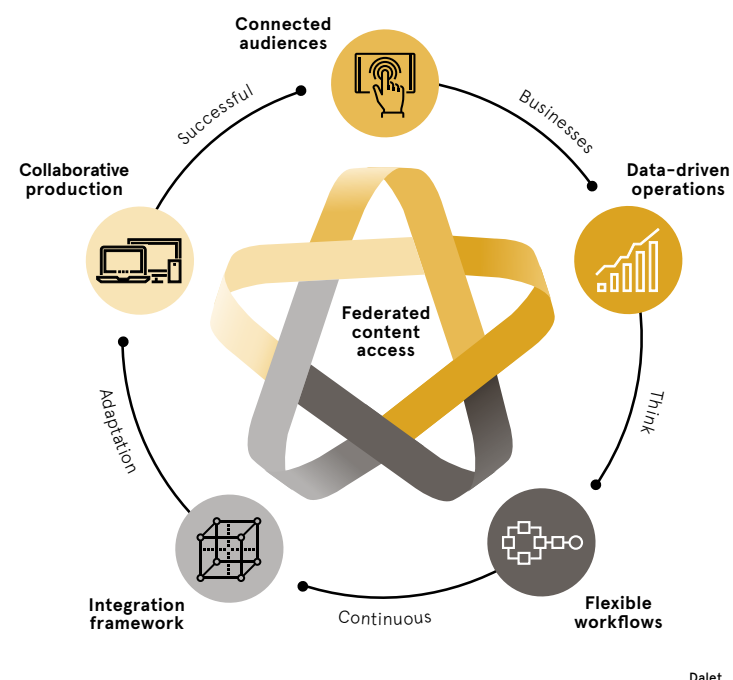 Connected
audiences
Businesses
Data-driven
operations
Think
Flexible
workflows
Continuous
Integration
framework
Adaptation
Collaborative
production
Successful
Federated
content
access
Dalet